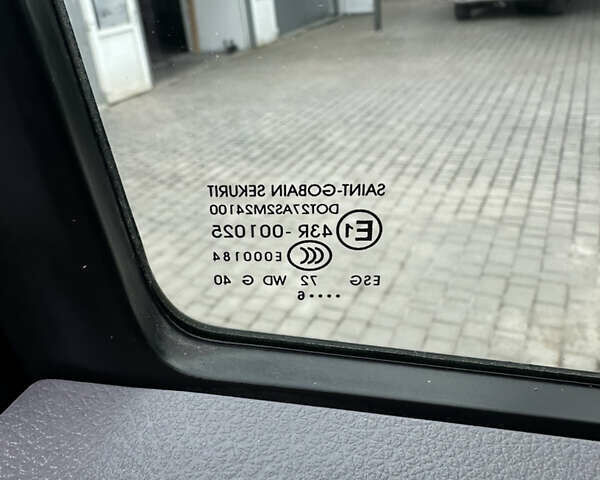 SAINT-GOBAIN SEKURIT
DOT27AS2M24100
E1 43R - 001025
CCC E000184
ESG 72 WD G 40
•••• 6